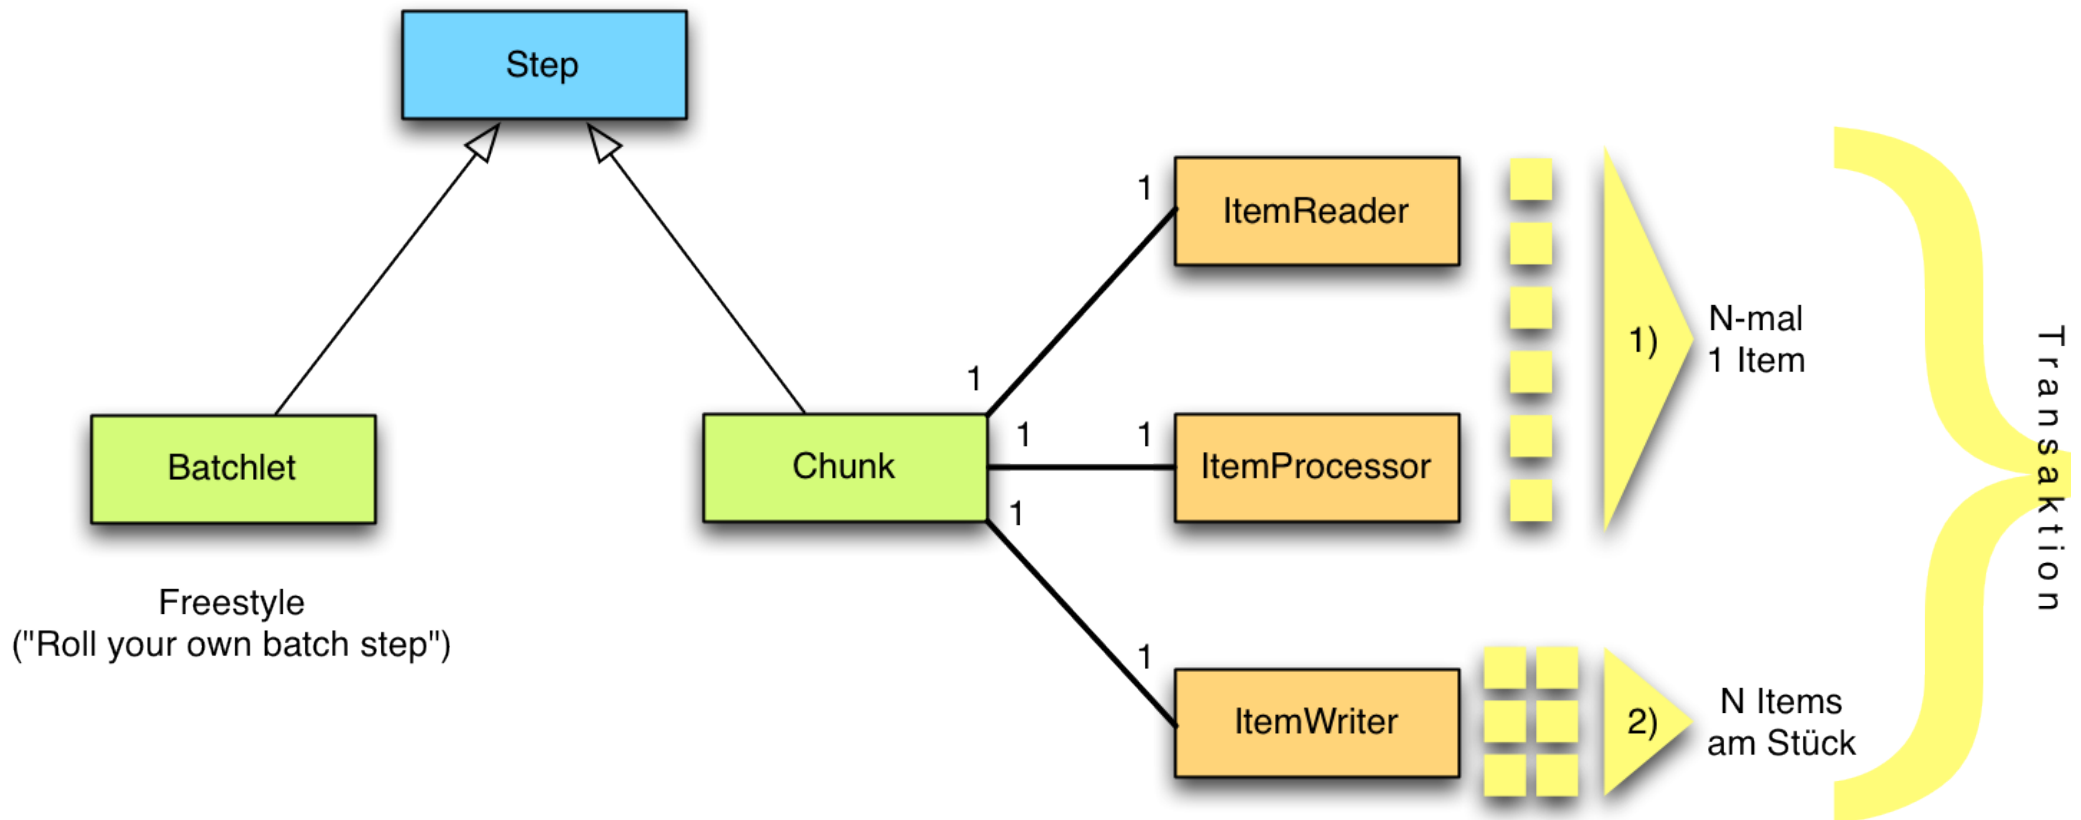 Step
1
ItemReader
1)
N-mal
1 Item
Transaktion
1
Batchlet
Chunk
1
1
ItemProcessor
1
Freestyle
("Roll your own batch step")
1
ItemWriter
2)
N Items
am Stück